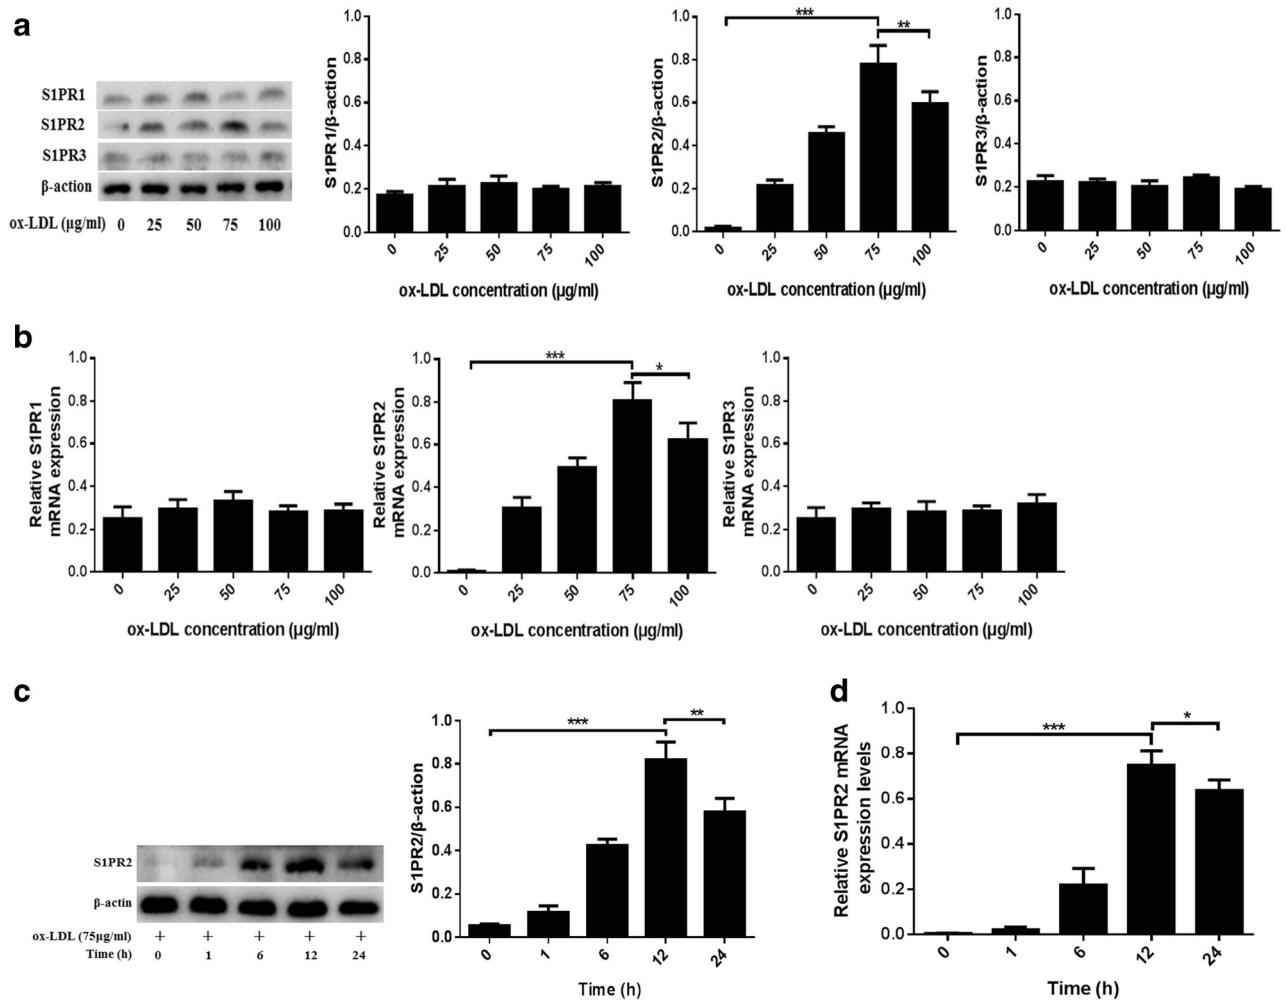 a
S1PR1
S1PR2
S1PR3
β-action
ox-LDL (µg/ml) 0 25 50 75 100
S1PR1/β-action
1.0
0.8
0.6
0.4
0.2
0.0
0 25 50 75 100
ox-LDL concentration (µg/ml)
S1PR2/β-action
1.0
0.8
0.6
0.4
0.2
0.0
***
**
0 25 50 75 100
ox-LDL concentration (µg/ml)
S1PR3/β-action
1.0
0.8
0.6
0.4
0.2
0.0
0 25 50 75 100
ox-LDL concentration (µg/ml)
b
Relative S1PR1
mRNA expression
1.0
0.8
0.6
0.4
0.2
0.0
0 25 50 75 100
ox-LDL concentration (µg/ml)
Relative S1PR2
mRNA expression
1.0
0.8
0.6
0.4
0.2
0.0
***
*
0 25 50 75 100
ox-LDL concentration (µg/ml)
Relative S1PR3
mRNA expression
1.0
0.8
0.6
0.4
0.2
0.0
0 25 50 75 100
ox-LDL concentration (µg/ml)
c
S1PR2
β-actin
ox-LDL (75µg/ml) + + + + +
Time (h) 0 1 6 12 24
S1PR2/β-action
1.0
0.8
0.6
0.4
0.2
0.0
***
**
0 1 6 12 24
Time (h)
d
Relative S1PR2 mRNA
expression levels
1.0
0.8
0.6
0.4
0.2
0.0
***
*
0 1 6 12 24
Time (h)